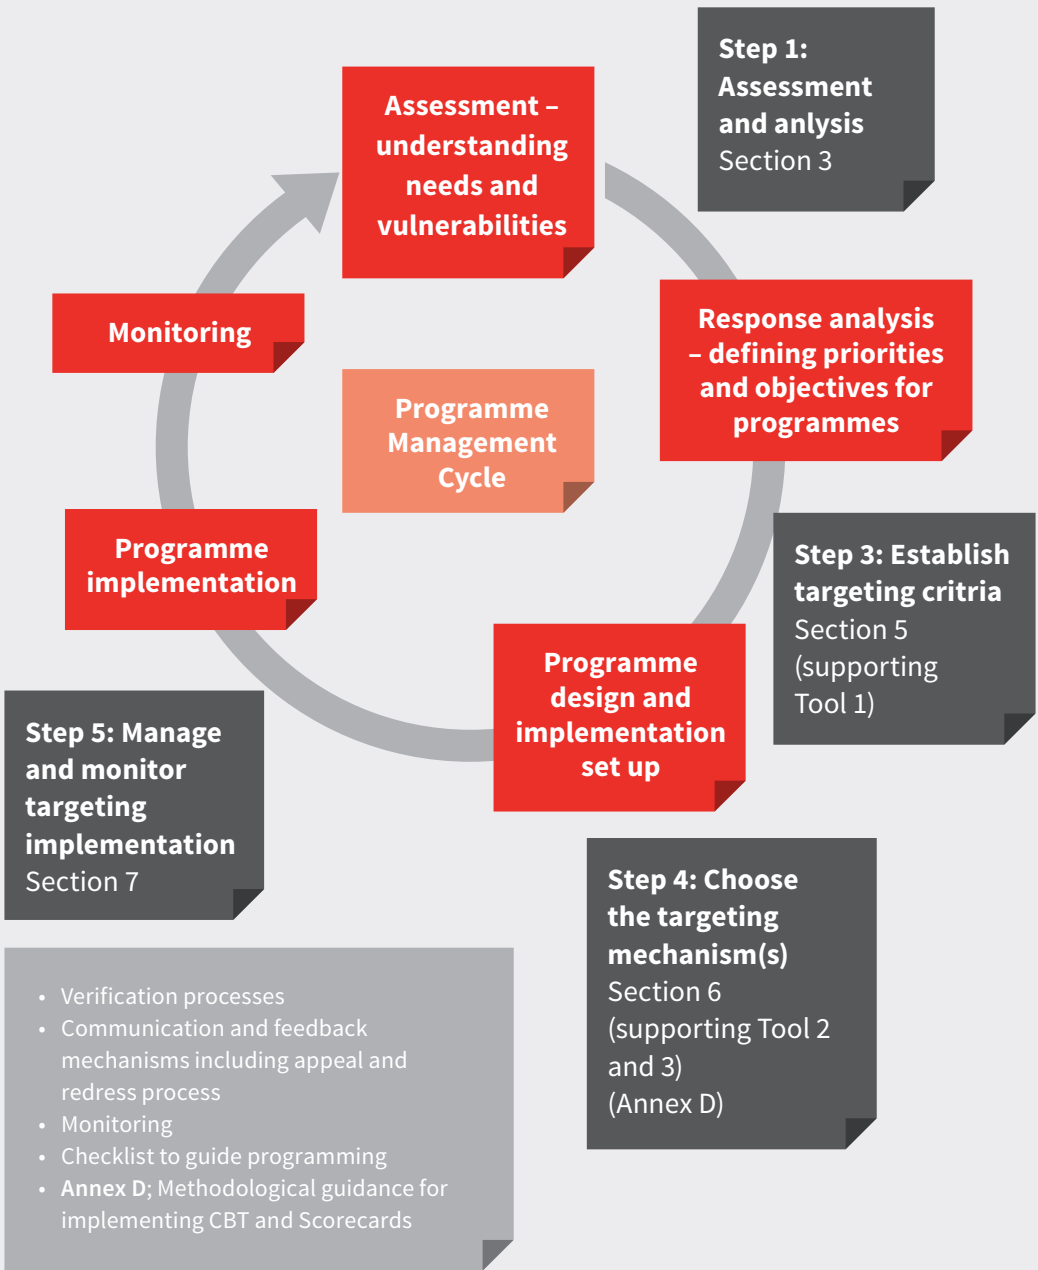 Step 1:
Assessment
and anlysis
Section 3
Assessment –
understanding
needs and
vulnerabilities
Response analysis
– defining priorities
and objectives for
programmes
Monitoring
Programme
Management
Cycle
Programme
implementation
Step 3: Establish
targeting critria
Section 5
(supporting
Tool 1)
Programme
design and
implementation
set up
Step 5: Manage
and monitor
targeting
implementation
Section 7
Step 4: Choose
the targeting
mechanism(s)
Section 6
(supporting Tool 2
and 3)
(Annex D)
• Verification processes
• Communication and feedback
mechanisms including appeal and
redress process
• Monitoring
• Checklist to guide programming
• Annex D; Methodological guidance for
implementing CBT and Scorecards